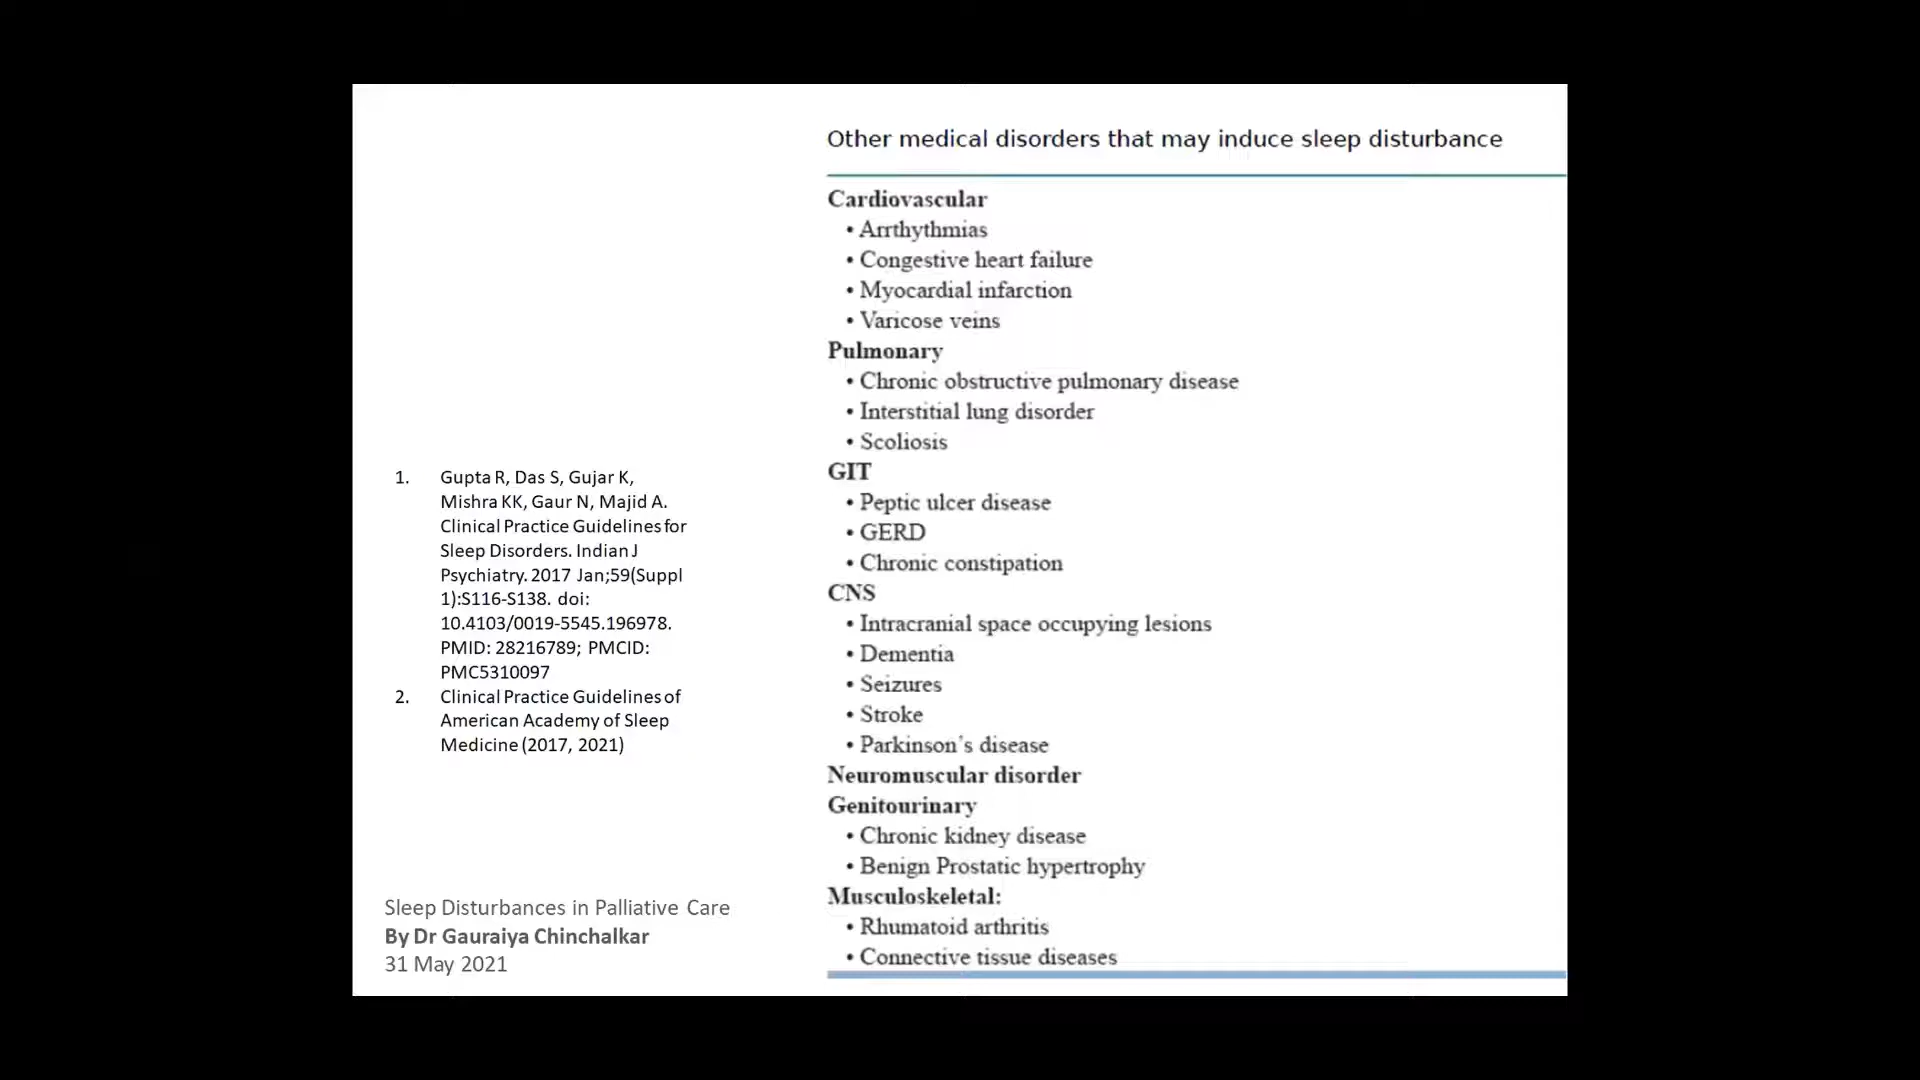 Other medical disorders that may induce sleep disturbance
Cardiovascular
• Arrthythmias
• Congestive heart failure
• Myocardial infarction
• Varicose veins
Pulmonary
• Chronic obstructive pulmonary disease
• Interstitial lung disorder
• Scoliosis
GIT
• Peptic ulcer disease
• GERD
• Chronic constipation
CNS
• Intracranial space occupying lesions
• Dementia
• Seizures
• Stroke
• Parkinson's disease
Neuromuscular disorder
Genitourinary
• Chronic kidney disease
• Benign Prostatic hypertrophy
Musculoskeletal:
• Rhumatoid arthritis
• Connective tissue diseases
1. Gupta R, Das S, Gujar K,
Mishra KK, Gaur N, Majid A.
Clinical Practice Guidelines for
Sleep Disorders. Indian J
Psychiatry. 2017 Jan;59(Suppl
1):S116-S138. doi:
10.4103/0019-5545.196978.
PMID: 28216789; PMCID:
PMC5310097
2. Clinical Practice Guidelines of
American Academy of Sleep
Medicine (2017, 2021)
Sleep Disturbances in Palliative Care
By Dr Gauraiya Chinchalkar
31 May 2021